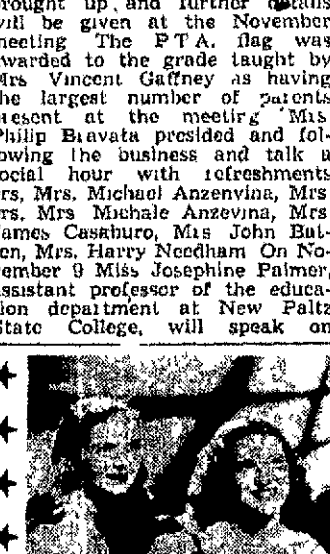 brought up and further details
will be given at the November
meeting The P T A. flag was
awarded to the grade taught by
Mrs Vincent Gaffney as having
the largest number of parents
present at the meeting Mrs
Philip Bravata presided and fol-
lowing the business and talk a
social hour with refreshments
rs, Mrs. Michael Anzenvina, Mrs
rs. Mrs Michale Anzevina, Mrs
James Casaburo, Mrs John Bat-
en, Mrs. Harry Needham On No-
vember 9 Miss Josephine Palmer,
assistant professor of the educa-
tion department at New Paltz
State College, will speak on